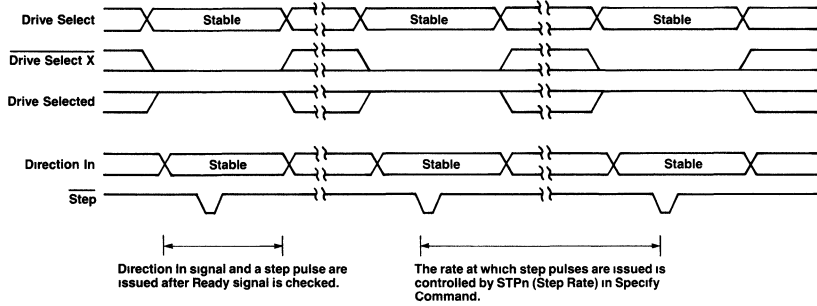 Drive Select
Stable
Stable
Stable
Drive Select X
Drive Selected
Direction In
Stable
Stable
Stable
Step
Direction In signal and a step pulse are
issued after Ready signal is checked.
The rate at which step pulses are issued is
controlled by STPn (Step Rate) in Specify
Command.